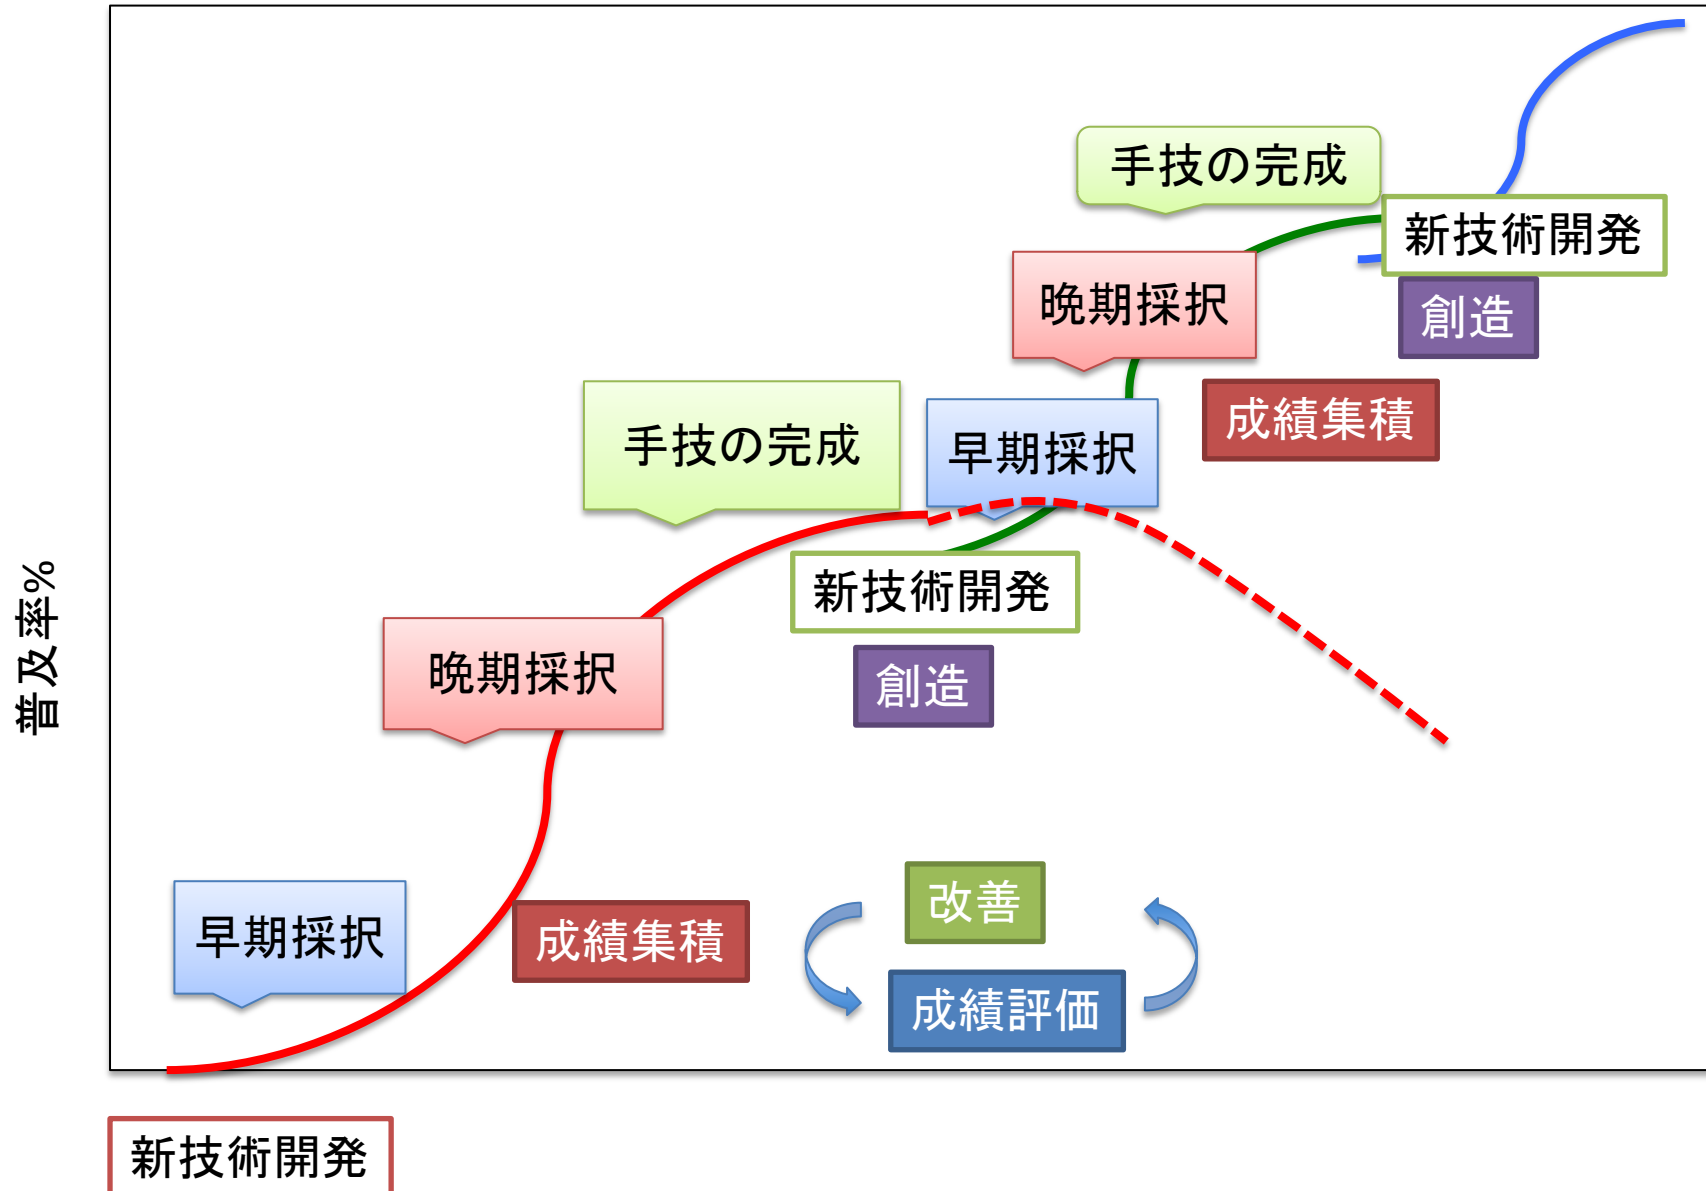 手技の完成
新技術開発
晩期採択
創造
手技の完成
早期採択
成績集積
新技術開発
普及率%
晩期採択
創造
改善
早期採択
成績集積
成績評価
新技術開発